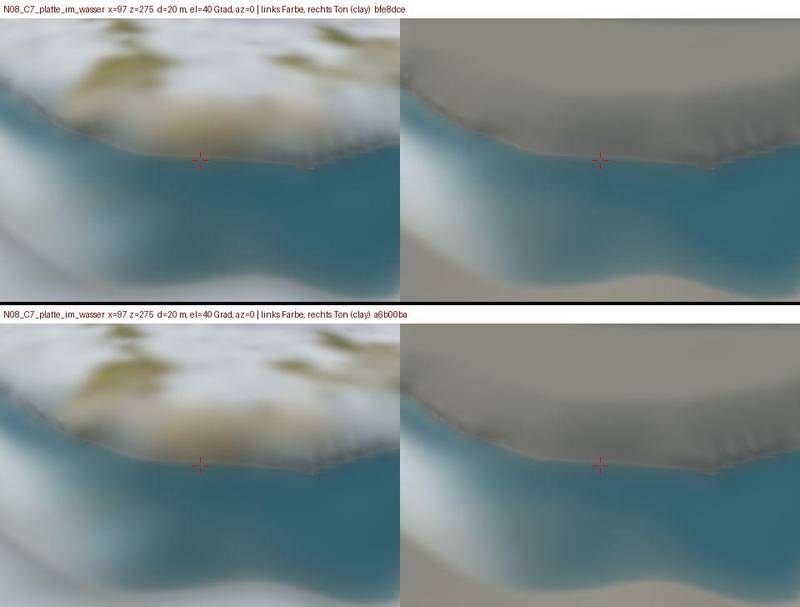 N08_C7_platte_im_wasser x=97 z=275 d=20 m, el=40 Grad, az=0 | links Farbe, rechts Ton (clay) bfe8dce
N08_C7_platte_im_wasser x=97 z=275 d=20 m, el=40 Grad, az=0 | links Farbe, rechts Ton (clay) a6b00ba